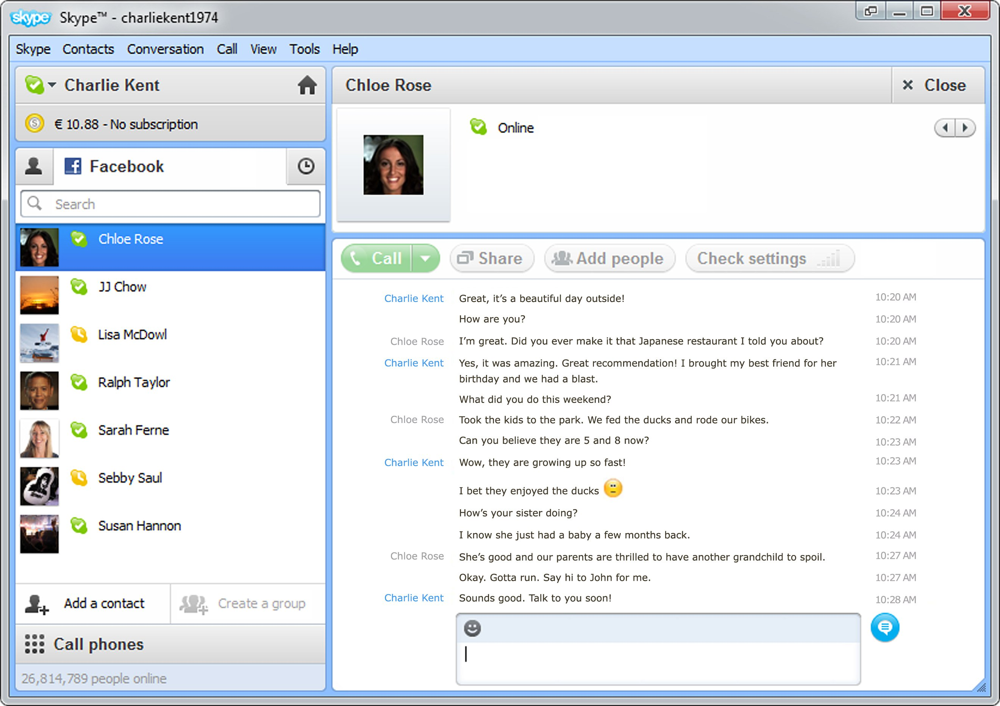 skype Skype™ - charliekent1974
Skype Contacts Conversation Call View Tools Help
Charlie Kent
€ 10.88 - No subscription
Facebook
Search
Chloe Rose
JJ Chow
Lisa McDowl
Ralph Taylor
Sarah Ferne
Sebby Saul
Susan Hannon
Add a contact
Create a group
Call phones
26,814,789 people online
Chloe Rose
Close
Online
Call Share Add people Check settings
Charlie Kent Great, it’s a beautiful day outside! 10:20 AM
How are you? 10:20 AM
Chloe Rose I’m great. Did you ever make it that Japanese restaurant I told you about? 10:20 AM
Charlie Kent Yes, it was amazing. Great recommendation! I brought my best friend for her 10:21 AM
birthday and we had a blast.
What did you do this weekend? 10:21 AM
Chloe Rose Took the kids to the park. We fed the ducks and rode our bikes. 10:22 AM
Can you believe they are 5 and 8 now? 10:23 AM
Charlie Kent Wow, they are growing up so fast! 10:23 AM
I bet they enjoyed the ducks 10:23 AM
How’s your sister doing? 10:24 AM
I know she just had a baby a few months back. 10:24 AM
Chloe Rose She’s good and our parents are thrilled to have another grandchild to spoil. 10:27 AM
Okay. Gotta run. Say hi to John for me. 10:27 AM
Charlie Kent Sounds good. Talk to you soon! 10:28 AM